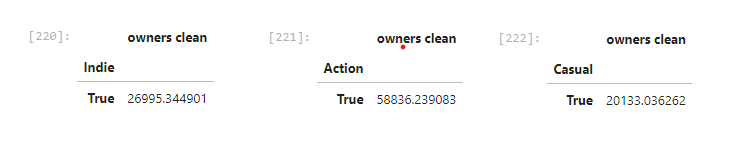 [220]: owners clean
Indie
True 26995.344901
[221]: owners clean
Action
True 58836.239083
[222]: owners clean
Casual
True 20133.036262